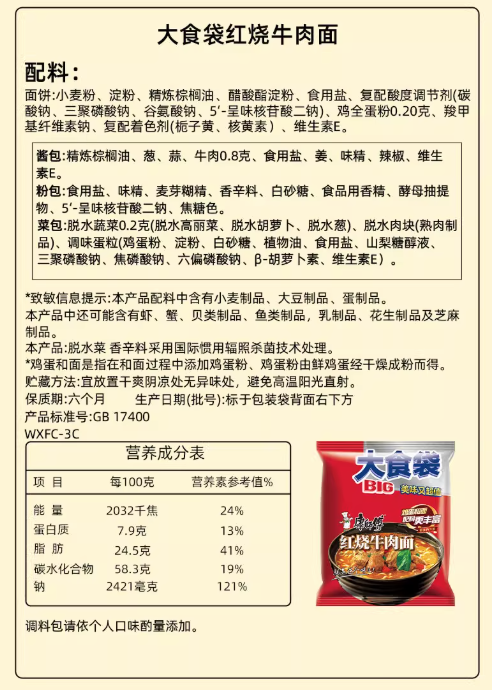 大食袋红烧牛肉面
配料：
面饼:小麦粉、淀粉、精炼棕榈油、醋酸酯淀粉、食用盐、复配酸度调节剂(碳
酸钠、三聚磷酸钠、谷氨酸钠、5′-呈味核苷酸二钠)、鸡全蛋粉0.20克、羧甲
基纤维素钠、复配着色剂(栀子黄、核黄素）、维生素E。
酱包:精炼棕榈油、葱、蒜、牛肉0.8克、食用盐、姜、味精、辣椒、维生
素E。
粉包:食用盐、味精、麦芽糊精、香辛料、白砂糖、食品用香精、酵母抽提
物、5′-呈味核苷酸二钠、焦糖色。
菜包:脱水蔬菜0.2克(脱水高丽菜、脱水胡萝卜、脱水葱)、脱水肉块(熟肉制
品)、调味蛋粒(鸡蛋粉、淀粉、白砂糖、植物油、食用盐、山梨糖醇液、
三聚磷酸钠、焦磷酸钠、六偏磷酸钠、β-胡萝卜素、维生素E）。
*致敏信息提示:本产品配料中含有小麦制品、大豆制品、蛋制品。
本产品中还可能含有虾、蟹、贝类制品、鱼类制品，乳制品、花生制品及芝麻
制品。
本产品:脱水菜 香辛料采用国际惯用辐照杀菌技术处理。
*鸡蛋和面是指在和面过程中添加鸡蛋粉、鸡蛋粉由鲜鸡蛋经干燥成粉而得。
贮藏方法:宜放置干爽阴凉处无异味处，避免高温阳光直射。
保质期:六个月 生产日期(批号):标于包装袋背面右下方
产品标准号:GB 17400
WXFC-3C
营养成分表
项 目 每100克 营养素参考值%
能 量 2032千焦 24%
蛋白质 7.9克 13%
脂 肪 24.5克 41%
碳水化合物 58.3克 19%
钠 2421毫克 121%
大食袋
BIG 美味又超值
鸡蛋和面
配料更丰富
康师傅
红烧牛肉面
调料包请依个人口味酌量添加。